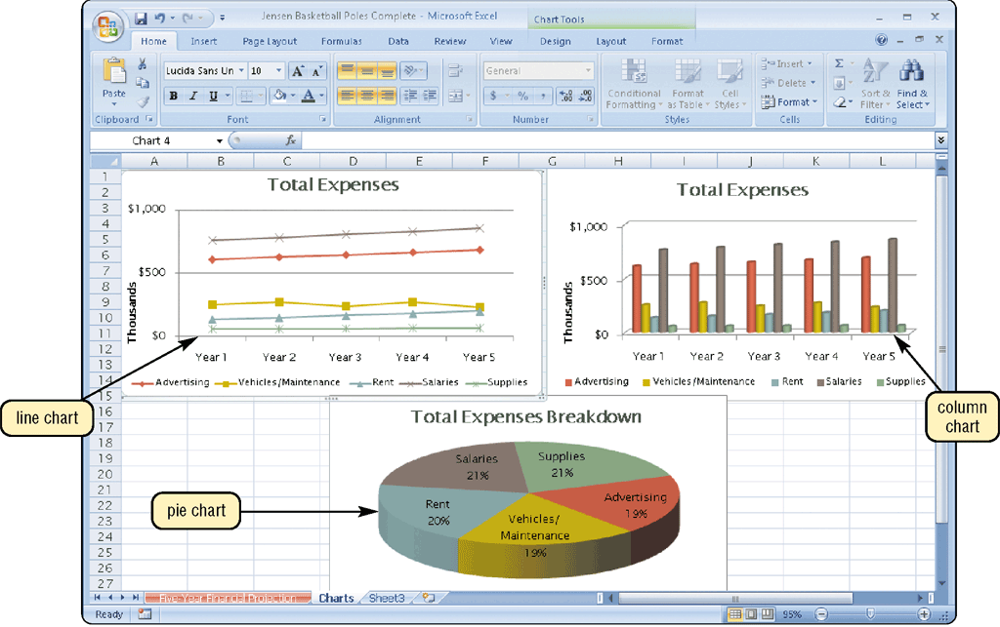 Jensen Basketball Poles Complete - Microsoft Excel
Chart Tools
Home Insert Page Layout Formulas Data Review View Design Layout Format
Paste
Lucida Sans Un 10 A A
B I U A
General
$ % ,
Conditional Formatting
Format as Table
Cell Styles
Insert
Delete
Format
Σ
Sort & Filter
Find & Select
Clipboard Font Alignment Number Styles Cells Editing
Chart 4 fx
A B C D E F G H I J K L
1
2
3
4
5
6
7
8
9
10
11
12
13
14
15
16
17
18
19
20
21
22
23
24
25
26
27
Total Expenses
$1,000
$500
$0
Thousands
Year 1 Year 2 Year 3 Year 4 Year 5
Advertising Vehicles/Maintenance Rent Salaries Supplies
Total Expenses
$1,000
$500
$0
Thousands
Year 1 Year 2 Year 3 Year 4 Year 5
Advertising Vehicles/Maintenance Rent Salaries Supplies
line chart
column chart
Total Expenses Breakdown
Salaries 21%
Supplies 21%
Advertising 19%
Vehicles/ Maintenance 19%
Rent 20%
pie chart
Five-Year Financial Projection Charts Sheet3
Ready 95%